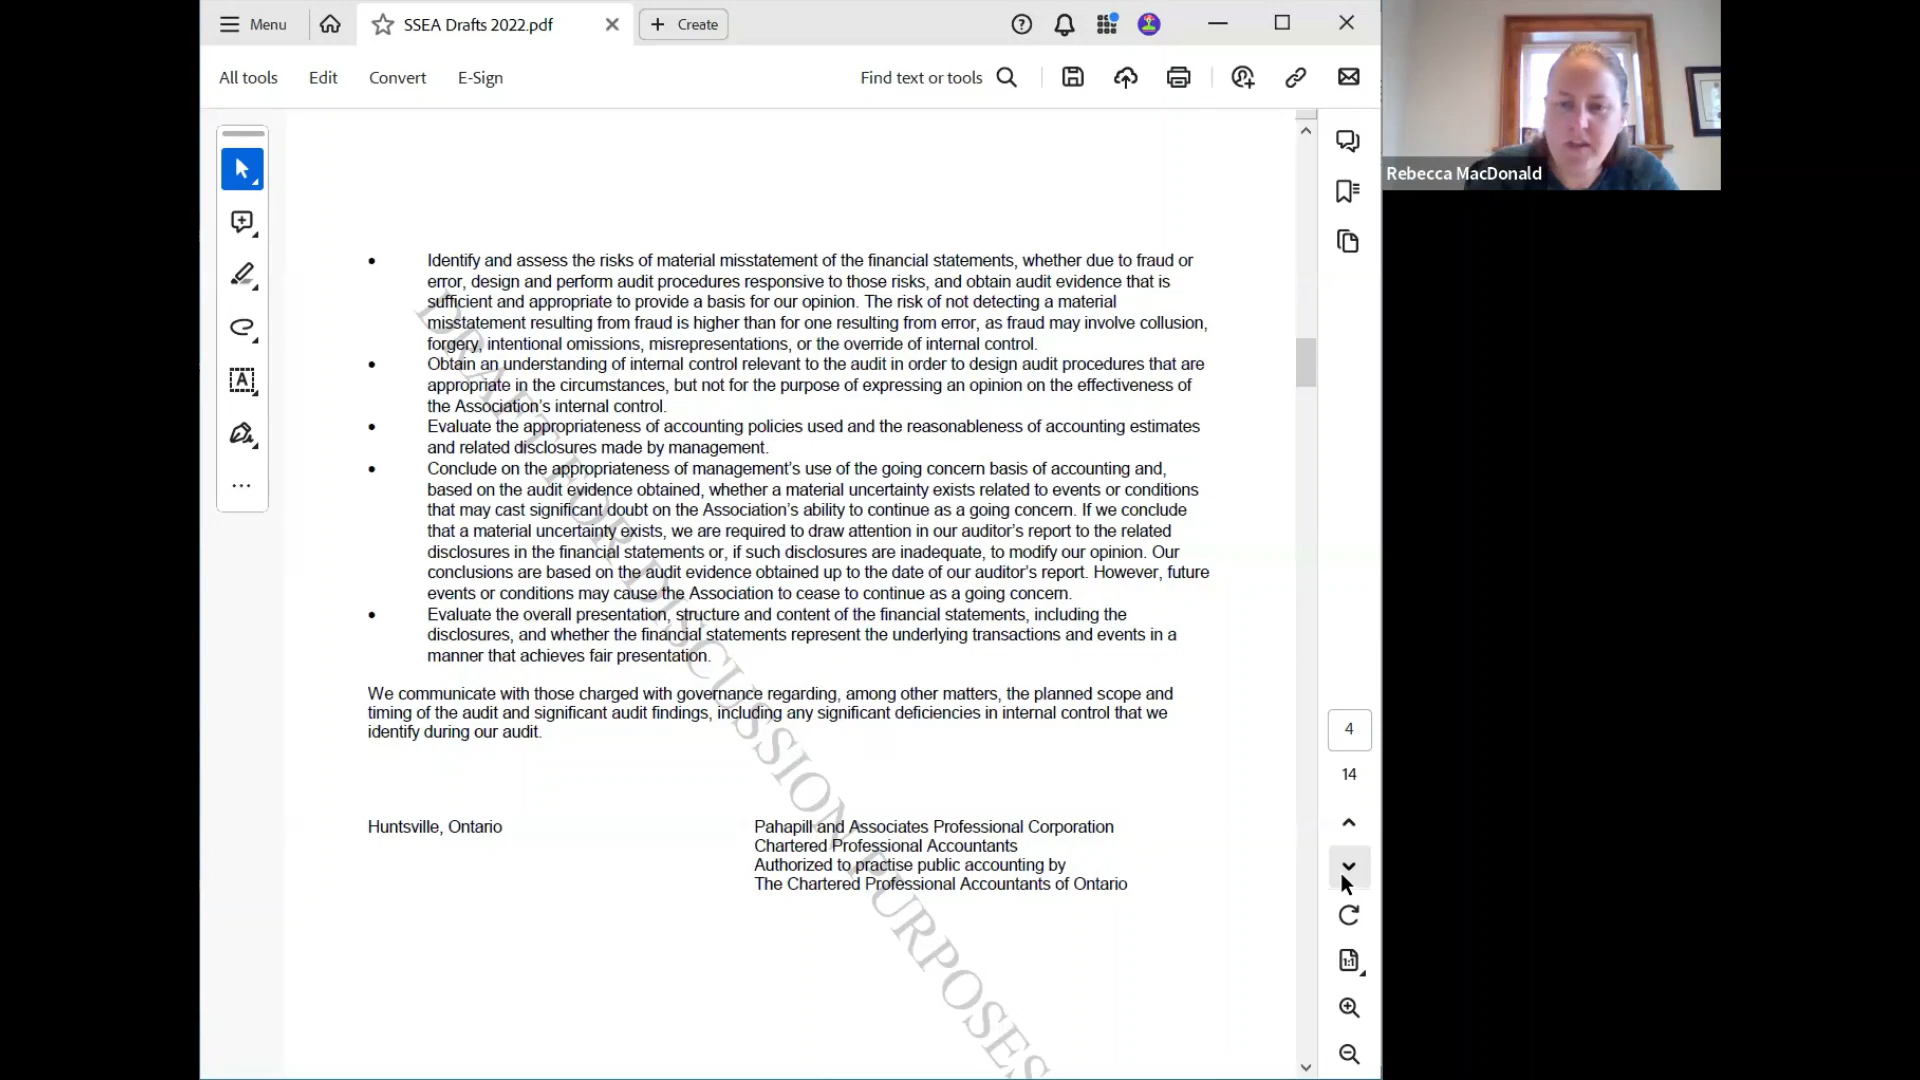 Menu
SSEA Drafts 2022.pdf
Create
All tools
Edit
Convert
E-Sign
Find text or tools
Rebecca MacDonald
• Identify and assess the risks of material misstatement of the financial statements, whether due to fraud or
error, design and perform audit procedures responsive to those risks, and obtain audit evidence that is
sufficient and appropriate to provide a basis for our opinion. The risk of not detecting a material
misstatement resulting from fraud is higher than for one resulting from error, as fraud may involve collusion,
forgery, intentional omissions, misrepresentations, or the override of internal control.
• Obtain an understanding of internal control relevant to the audit in order to design audit procedures that are
appropriate in the circumstances, but not for the purpose of expressing an opinion on the effectiveness of
the Association's internal control.
• Evaluate the appropriateness of accounting policies used and the reasonableness of accounting estimates
and related disclosures made by management.
• Conclude on the appropriateness of management's use of the going concern basis of accounting and,
based on the audit evidence obtained, whether a material uncertainty exists related to events or conditions
that may cast significant doubt on the Association's ability to continue as a going concern. If we conclude
that a material uncertainty exists, we are required to draw attention in our auditor's report to the related
disclosures in the financial statements or, if such disclosures are inadequate, to modify our opinion. Our
conclusions are based on the audit evidence obtained up to the date of our auditor's report. However, future
events or conditions may cause the Association to cease to continue as a going concern.
• Evaluate the overall presentation, structure and content of the financial statements, including the
disclosures, and whether the financial statements represent the underlying transactions and events in a
manner that achieves fair presentation.
We communicate with those charged with governance regarding, among other matters, the planned scope and
timing of the audit and significant audit findings, including any significant deficiencies in internal control that we
identify during our audit.
Huntsville, Ontario
Pahapill and Associates Professional Corporation
Chartered Professional Accountants
Authorized to practise public accounting by
The Chartered Professional Accountants of Ontario
DRAFT FOR DISCUSSION PURPOSES
4
14
1:1